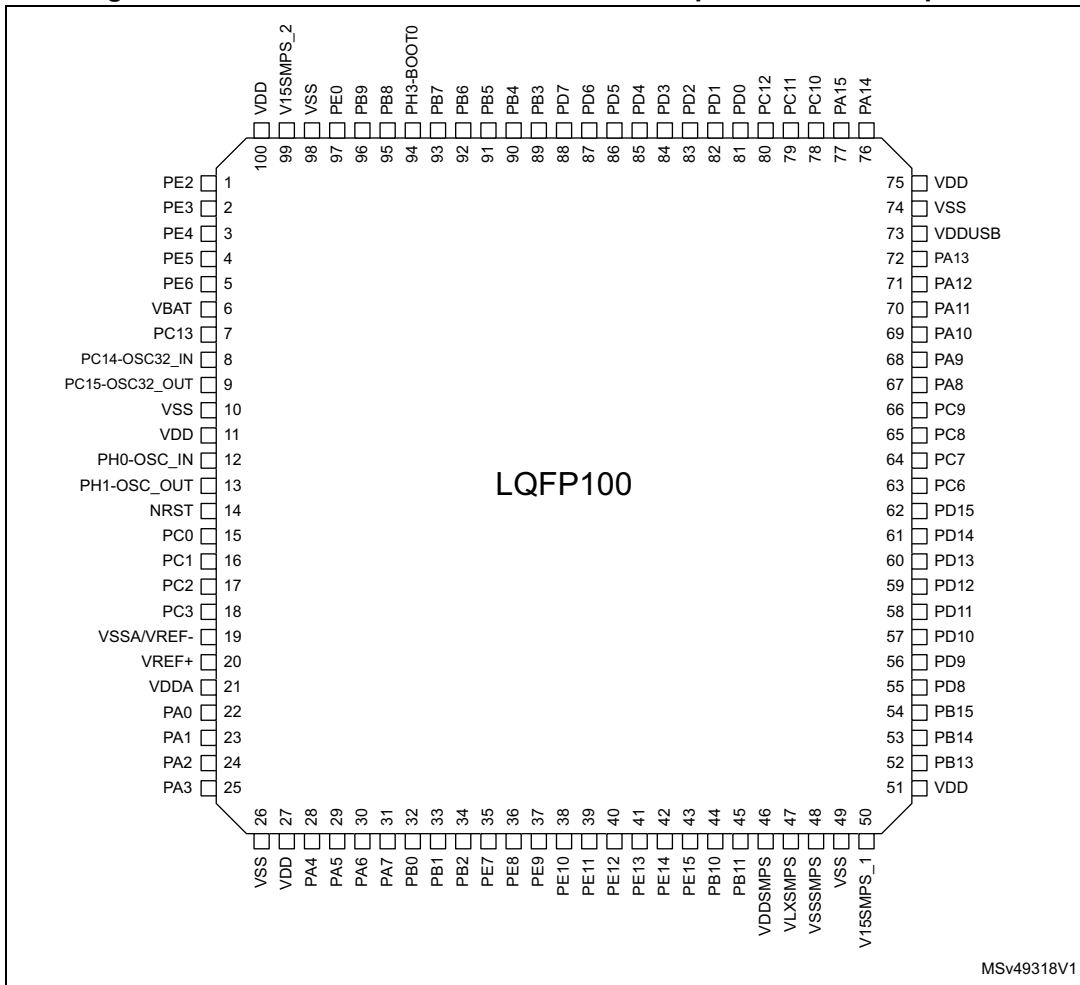 VDD
V15SMPS_2
VSS
PE0
PB9
PB8
PH3-BOOT0
PB7
PB6
PB5
PB4
PB3
PD7
PD6
PD5
PD4
PD3
PD2
PD1
PD0
PC12
PC11
PC10
PA15
PA14
100 99 98 97 96 95 94 93 92 91 90 89 88 87 86 85 84 83 82 81 80 79 78 77 76
PE2 1
PE3 2
PE4 3
PE5 4
PE6 5
VBAT 6
PC13 7
PC14-OSC32_IN 8
PC15-OSC32_OUT 9
VSS 10
VDD 11
PH0-OSC_IN 12
PH1-OSC_OUT 13
NRST 14
PC0 15
PC1 16
PC2 17
PC3 18
VSSA/VREF- 19
VREF+ 20
VDDA 21
PA0 22
PA1 23
PA2 24
PA3 25
LQFP100
75 VDD
74 VSS
73 VDDUSB
72 PA13
71 PA12
70 PA11
69 PA10
68 PA9
67 PA8
66 PC9
65 PC8
64 PC7
63 PC6
62 PD15
61 PD14
60 PD13
59 PD12
58 PD11
57 PD10
56 PD9
55 PD8
54 PB15
53 PB14
52 PB13
51 VDD
26 27 28 29 30 31 32 33 34 35 36 37 38 39 40 41 42 43 44 45 46 47 48 49 50
VSS
VDD
PA4
PA5
PA6
PA7
PB0
PB1
PB2
PE7
PE8
PE9
PE10
PE11
PE12
PE13
PE14
PE15
PB10
PB11
VDDSMPS
VLXSMPS
VSSSMPS
VSS
V15SMPS_1
MSv49318V1